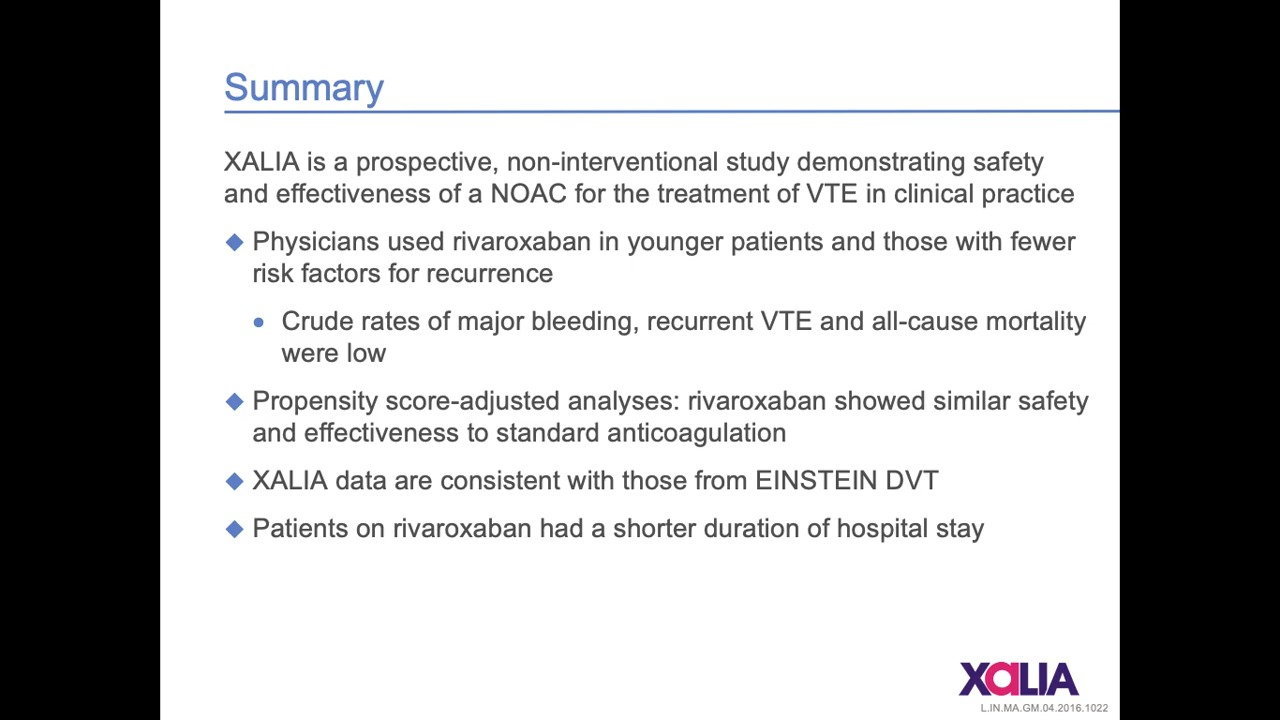 Summary
XALIA is a prospective, non-interventional study demonstrating safety
and effectiveness of a NOAC for the treatment of VTE in clinical practice
Physicians used rivaroxaban in younger patients and those with fewer
risk factors for recurrence
Crude rates of major bleeding, recurrent VTE and all-cause mortality
were low
Propensity score-adjusted analyses: rivaroxaban showed similar safety
and effectiveness to standard anticoagulation
XALIA data are consistent with those from EINSTEIN DVT
Patients on rivaroxaban had a shorter duration of hospital stay
XaLIA
L.IN.MA.GM.04.2016.1022